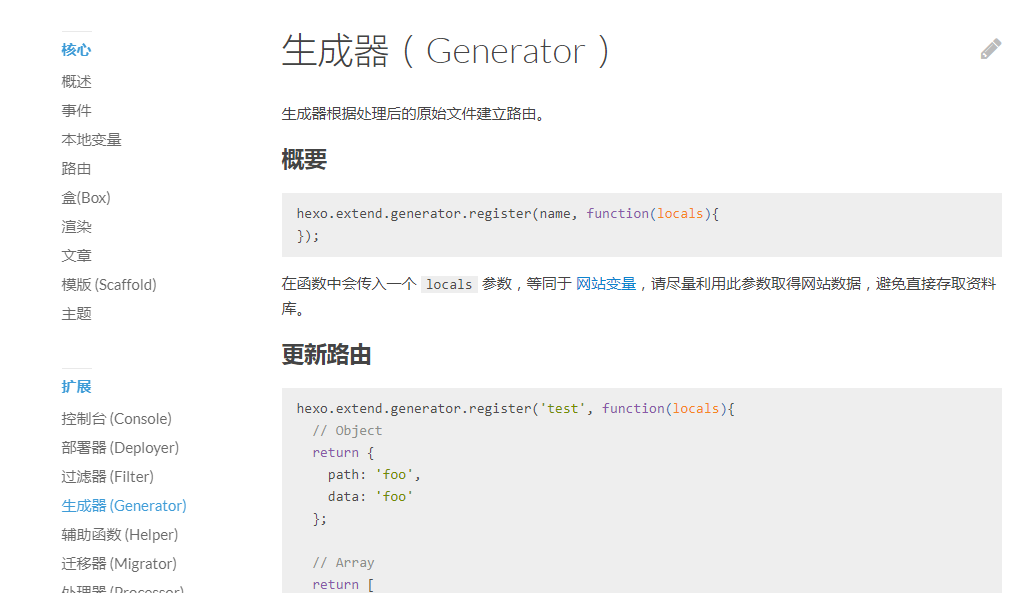 核心
概述
事件
本地变量
路由
盒(Box)
渲染
文章
模版 (Scaffold)
主题
扩展
控制台 (Console)
部署器 (Deployer)
过滤器 (Filter)
生成器 (Generator)
辅助函数 (Helper)
迁移器 (Migrator)
处理器 (Processor)
生成器（Generator）
生成器根据处理后的原始文件建立路由。
概要
hexo.extend.generator.register(name, function(locals){
});
在函数中会传入一个 locals 参数，等同于 网站变量，请尽量利用此参数取得网站数据，避免直接存取资料
库。
更新路由
hexo.extend.generator.register('test', function(locals){
// Object
return {
path: 'foo',
data: 'foo'
};
// Array
return [